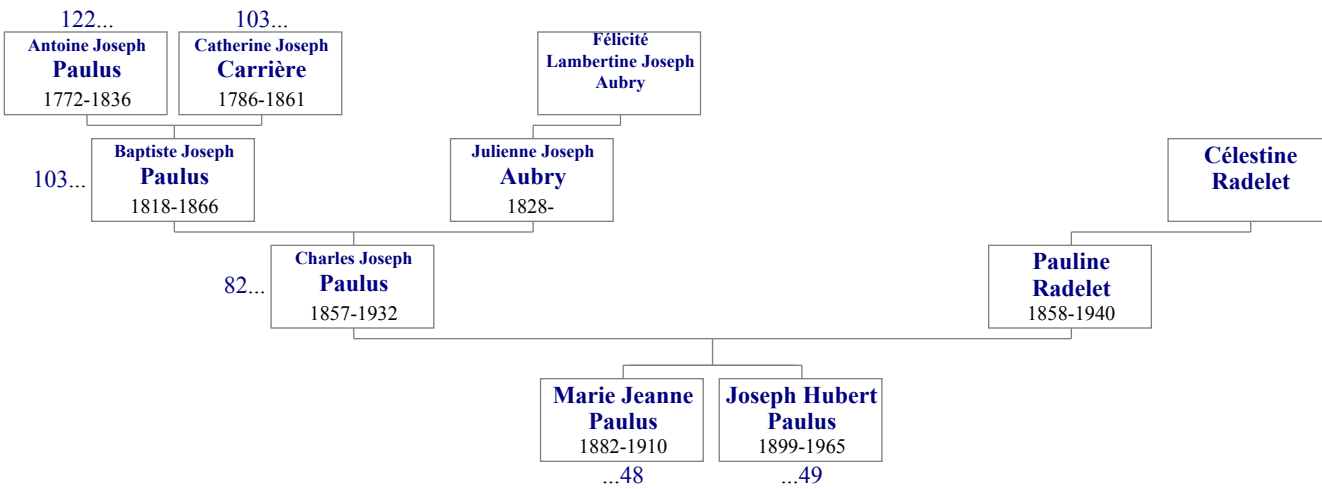 122...
103...
Antoine Joseph
Paulus
1772-1836
Catherine Joseph
Carrière
1786-1861
Félicité
Lambertine Joseph
Aubry
103...
Baptiste Joseph
Paulus
1818-1866
Julienne Joseph
Aubry
1828-
Célestine
Radelet
82...
Charles Joseph
Paulus
1857-1932
Pauline
Radelet
1858-1940
Marie Jeanne
Paulus
1882-1910
Joseph Hubert
Paulus
1899-1965
...48
...49